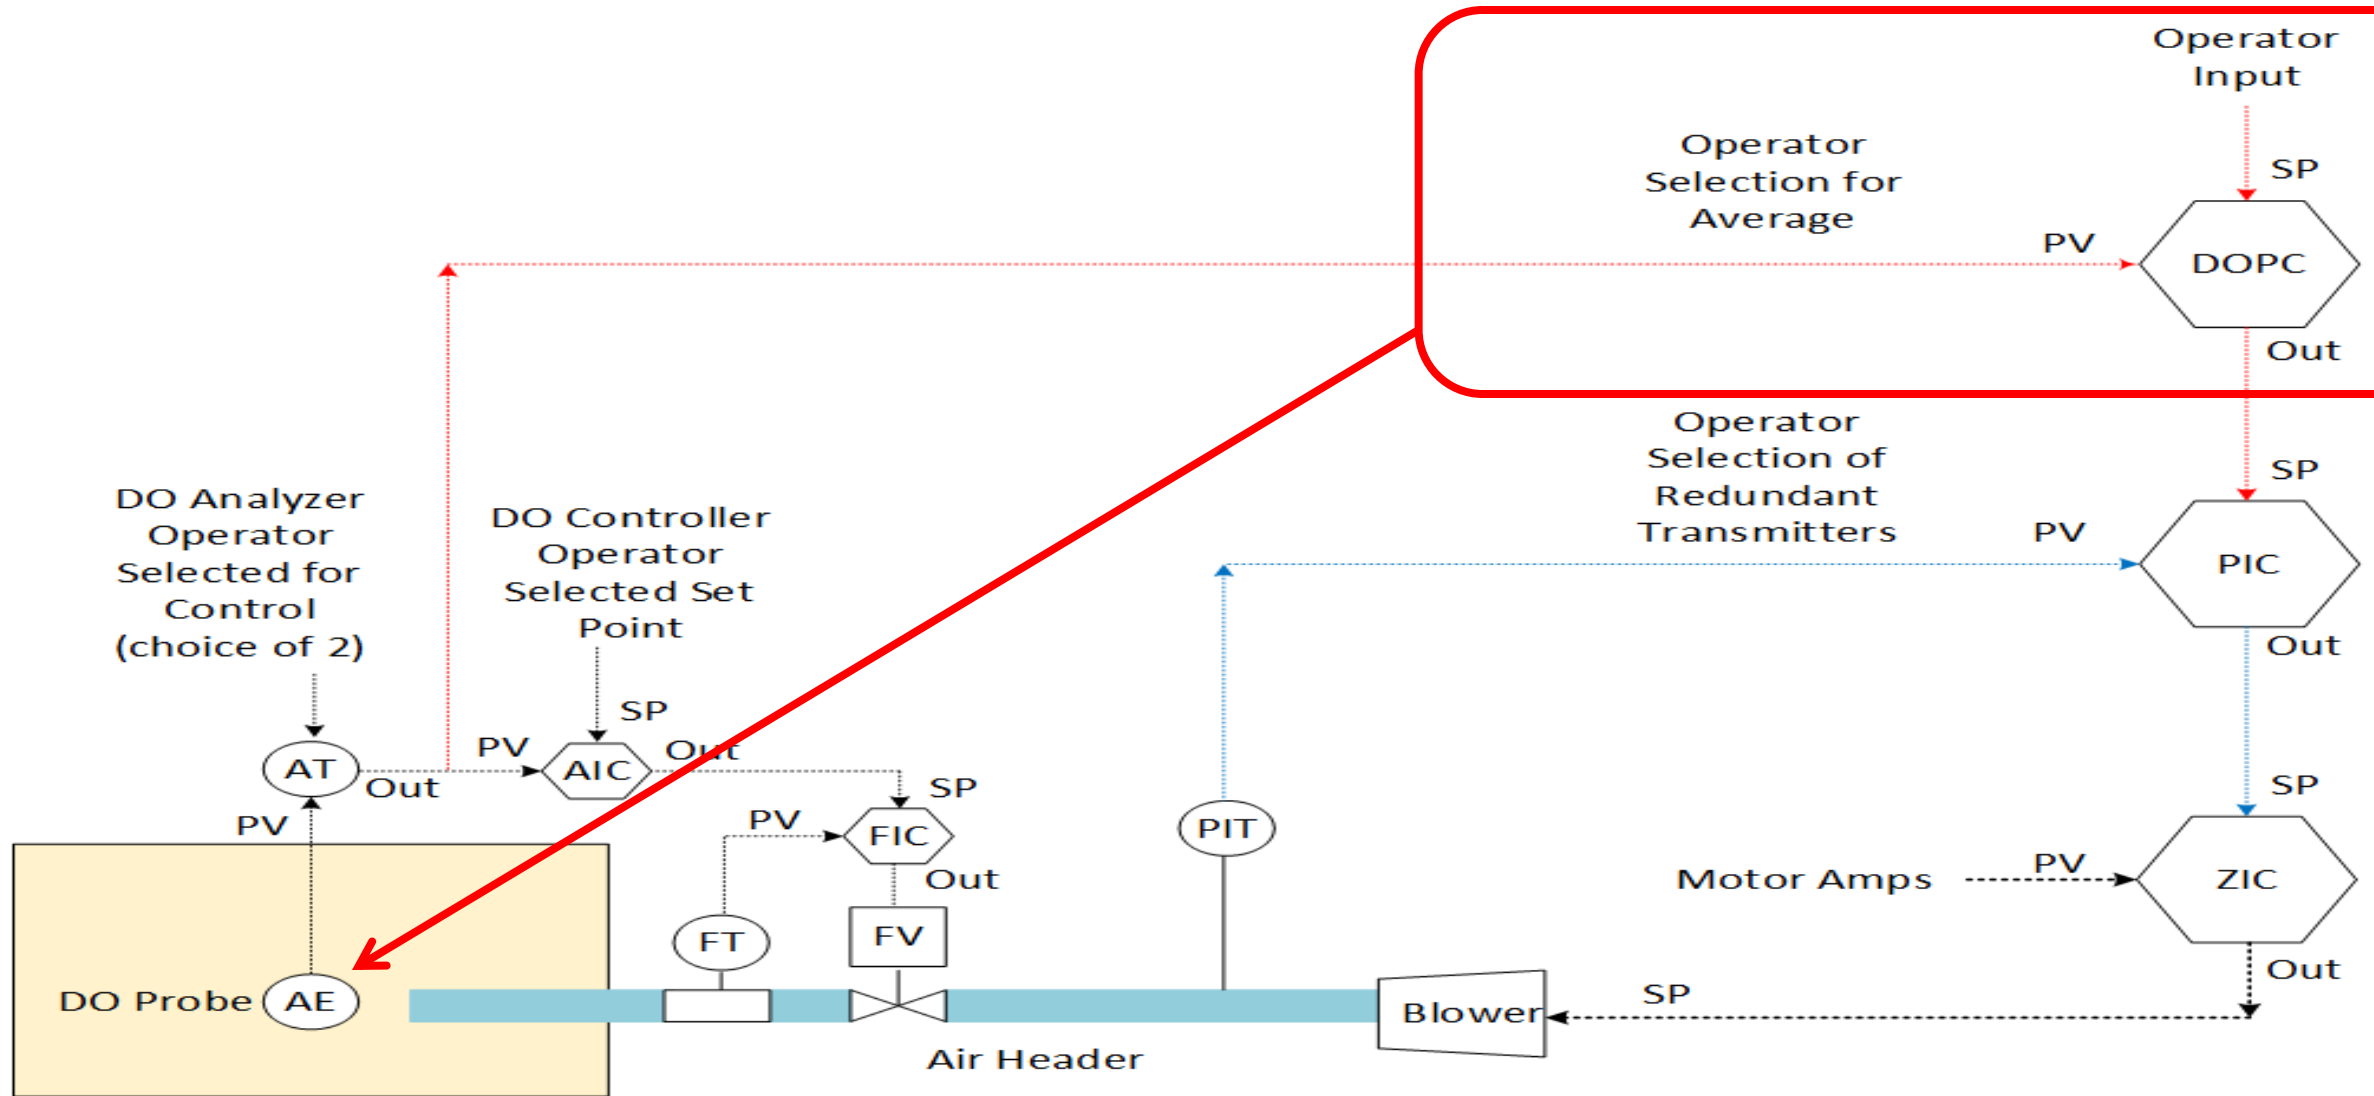 Operator
Input
SP
Operator
Selection for
Average
PV
DOPC
Out
Operator
Selection of
Redundant
Transmitters
SP
PV
PIC
Out
DO Analyzer
Operator
Selected for
Control
(choice of 2)
DO Controller
Operator
Selected Set
Point
SP
PV
Out
AT
Out
AIC
SP
PV
PV
FIC
Out
PIT
SP
Motor Amps
PV
ZIC
Out
FT
FV
DO Probe
AE
Blower
SP
Air Header